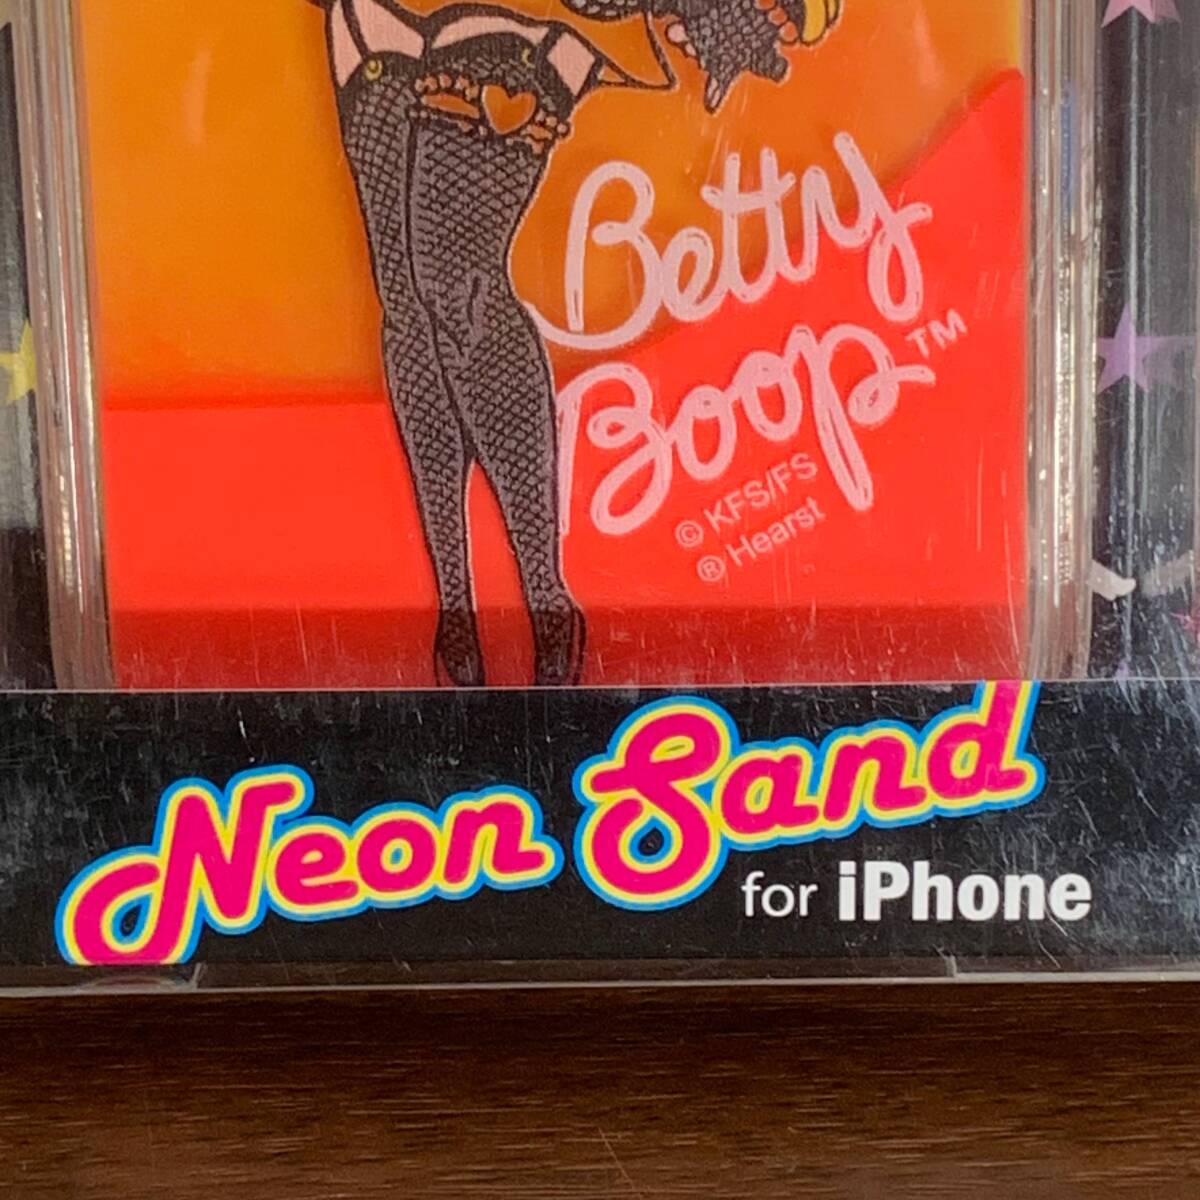 Betty
Boop™
© KFS/FS
® Hearst
Neon Sand
for iPhone